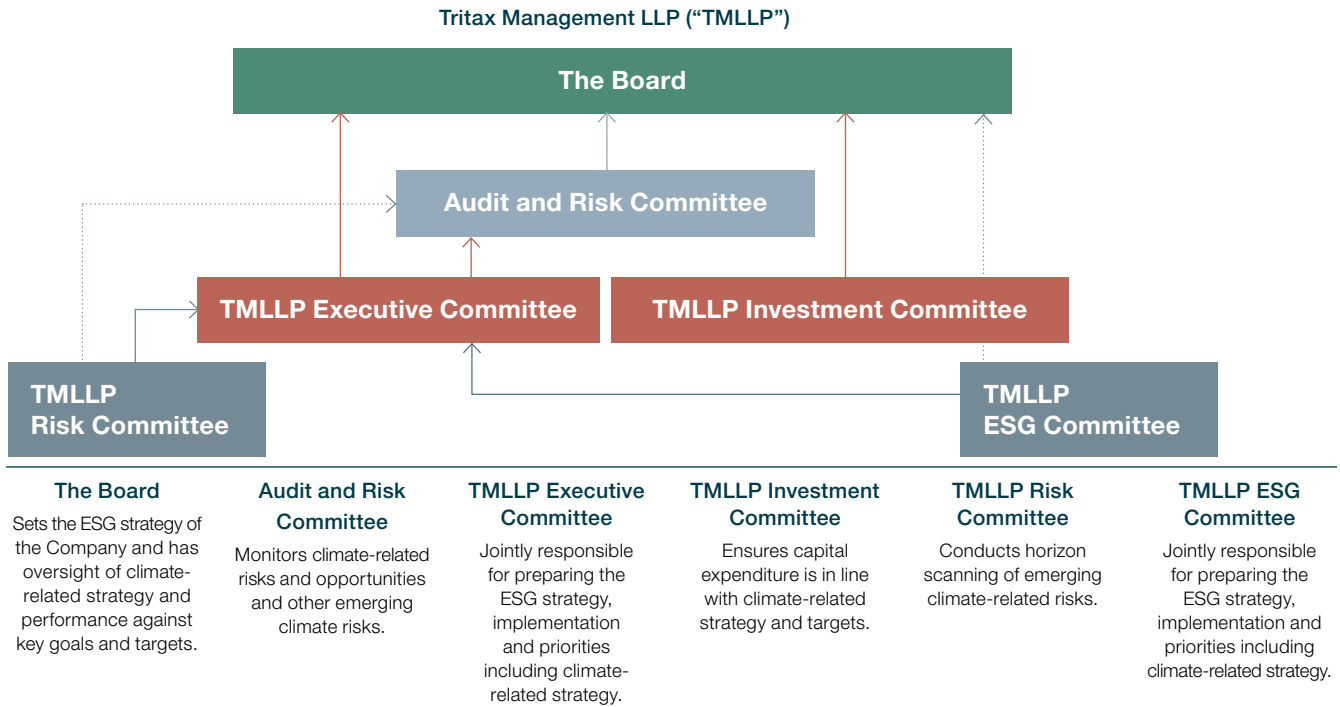 Tritax Management LLP (“TMLLP”)
The Board
Audit and Risk Committee
TMLLP Executive Committee
TMLLP Investment Committee
TMLLP
Risk Committee
TMLLP
ESG Committee
The Board
Sets the ESG strategy of
the Company and has
oversight of climate-
related strategy and
performance against
key goals and targets.
Audit and Risk
Committee
Monitors climate-related
risks and opportunities
and other emerging
climate risks.
TMLLP Executive
Committee
Jointly responsible
for preparing the
ESG strategy,
implementation
and priorities
including climate-
related strategy.
TMLLP Investment
Committee
Ensures capital
expenditure is in line
with climate-related
strategy and targets.
TMLLP Risk
Committee
Conducts horizon
scanning of emerging
climate-related risks.
TMLLP ESG
Committee
Jointly responsible
for preparing the
ESG strategy,
implementation and
priorities including
climate-related strategy.